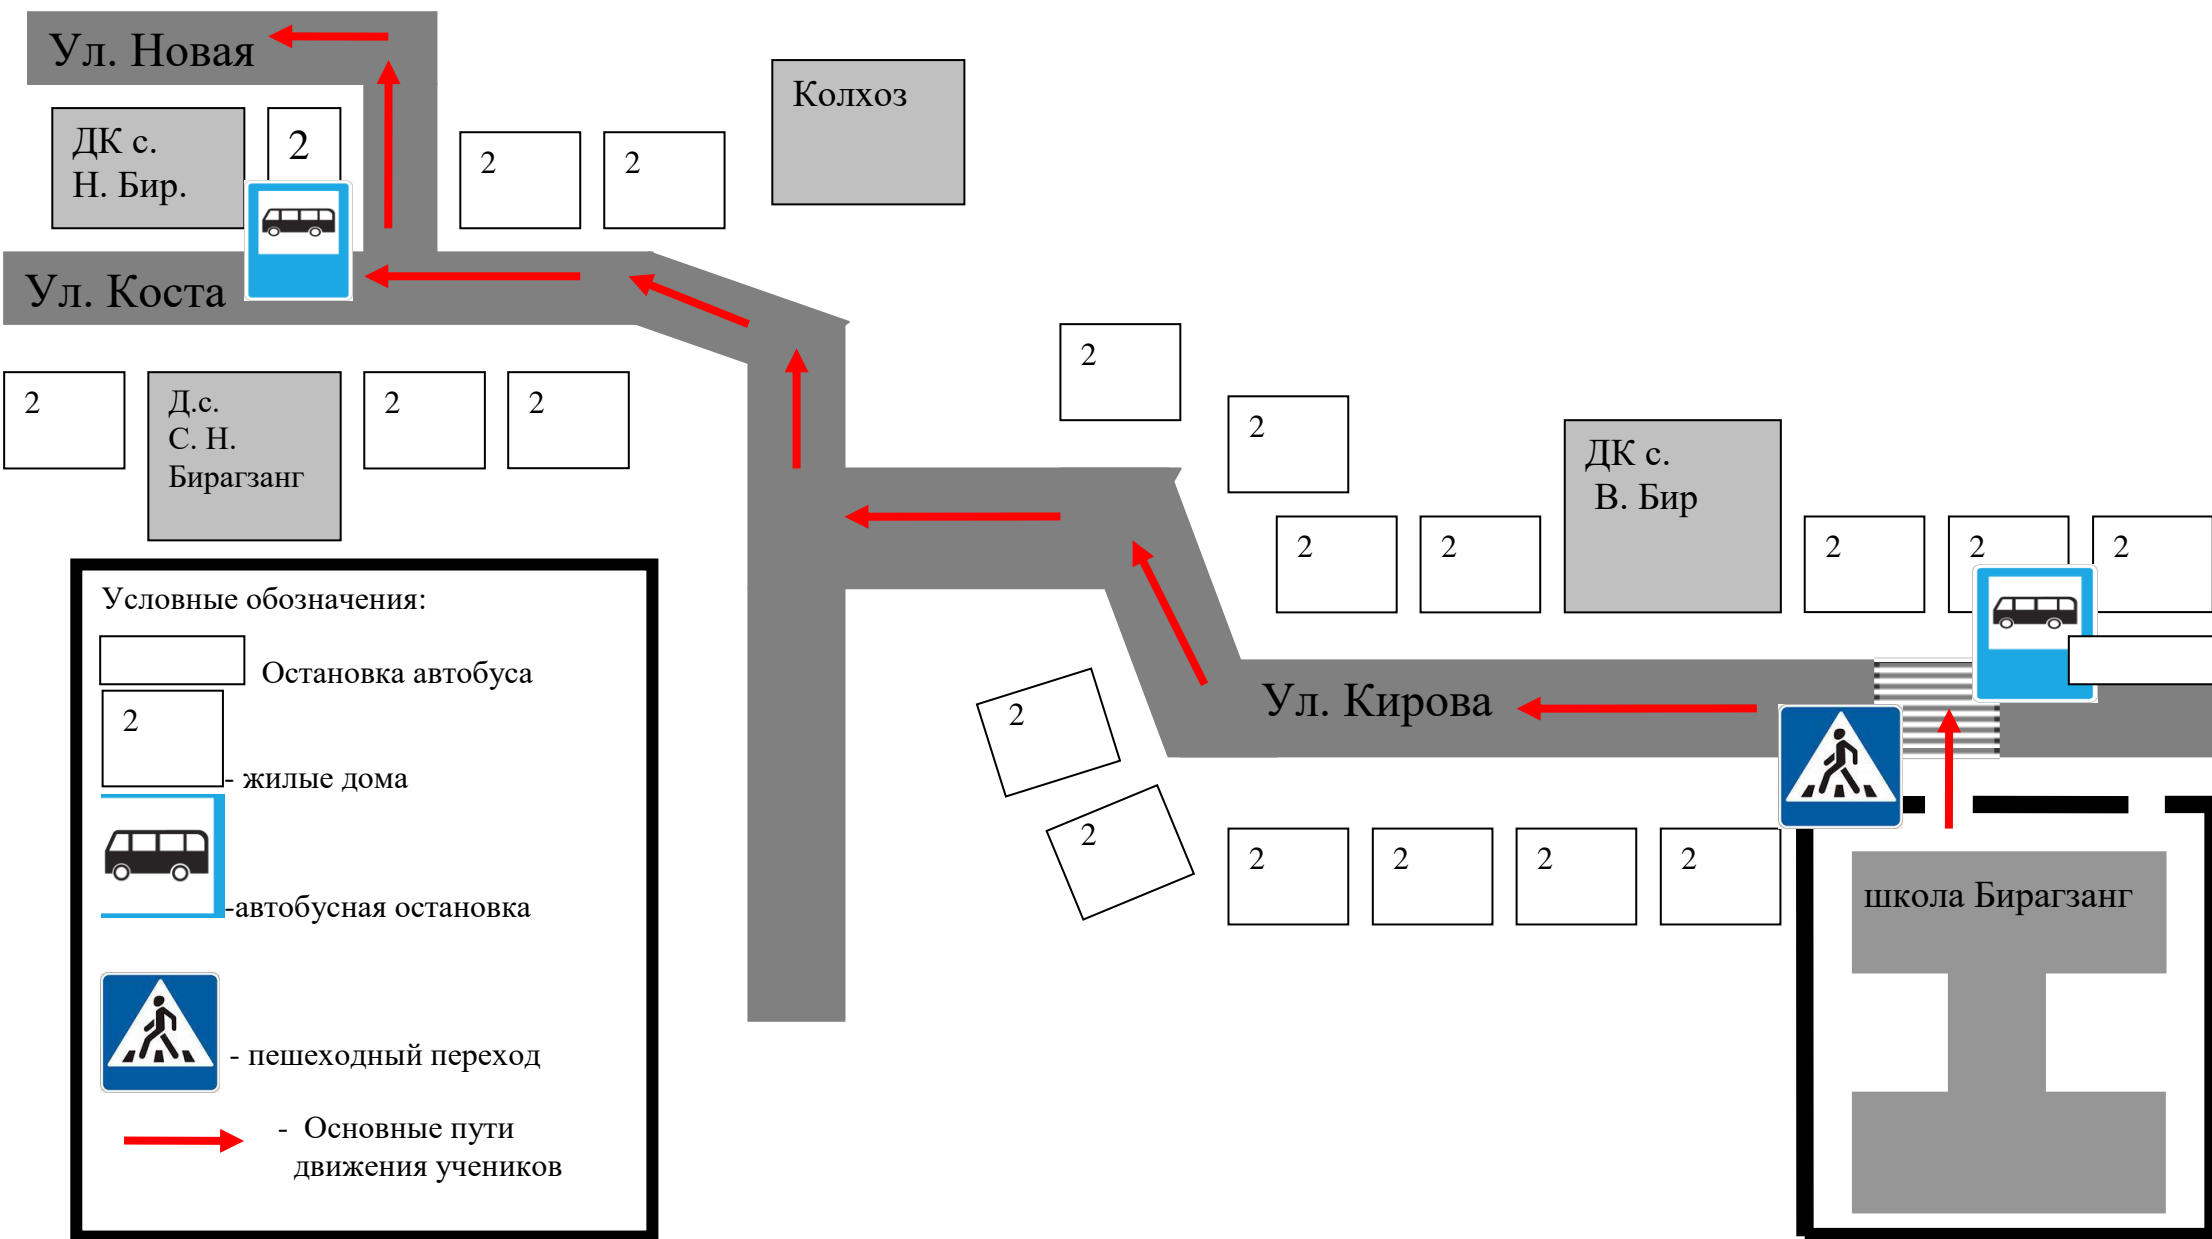 Ул. Новая
Колхоз
ДК с.
Н. Бир.
2
2
2
Ул. Коста
2
2
2
Д.с.
С. Н.
Бирагзанг
2
2
ДК с.
В. Бир
2
2
2
2
2
Условные обозначения:
Остановка автобуса
2
- жилые дома
-автобусная остановка
- пешеходный переход
- Основные пути
движения учеников
Ул. Кирова
2
2
2
2
2
2
школа Бирагзанг